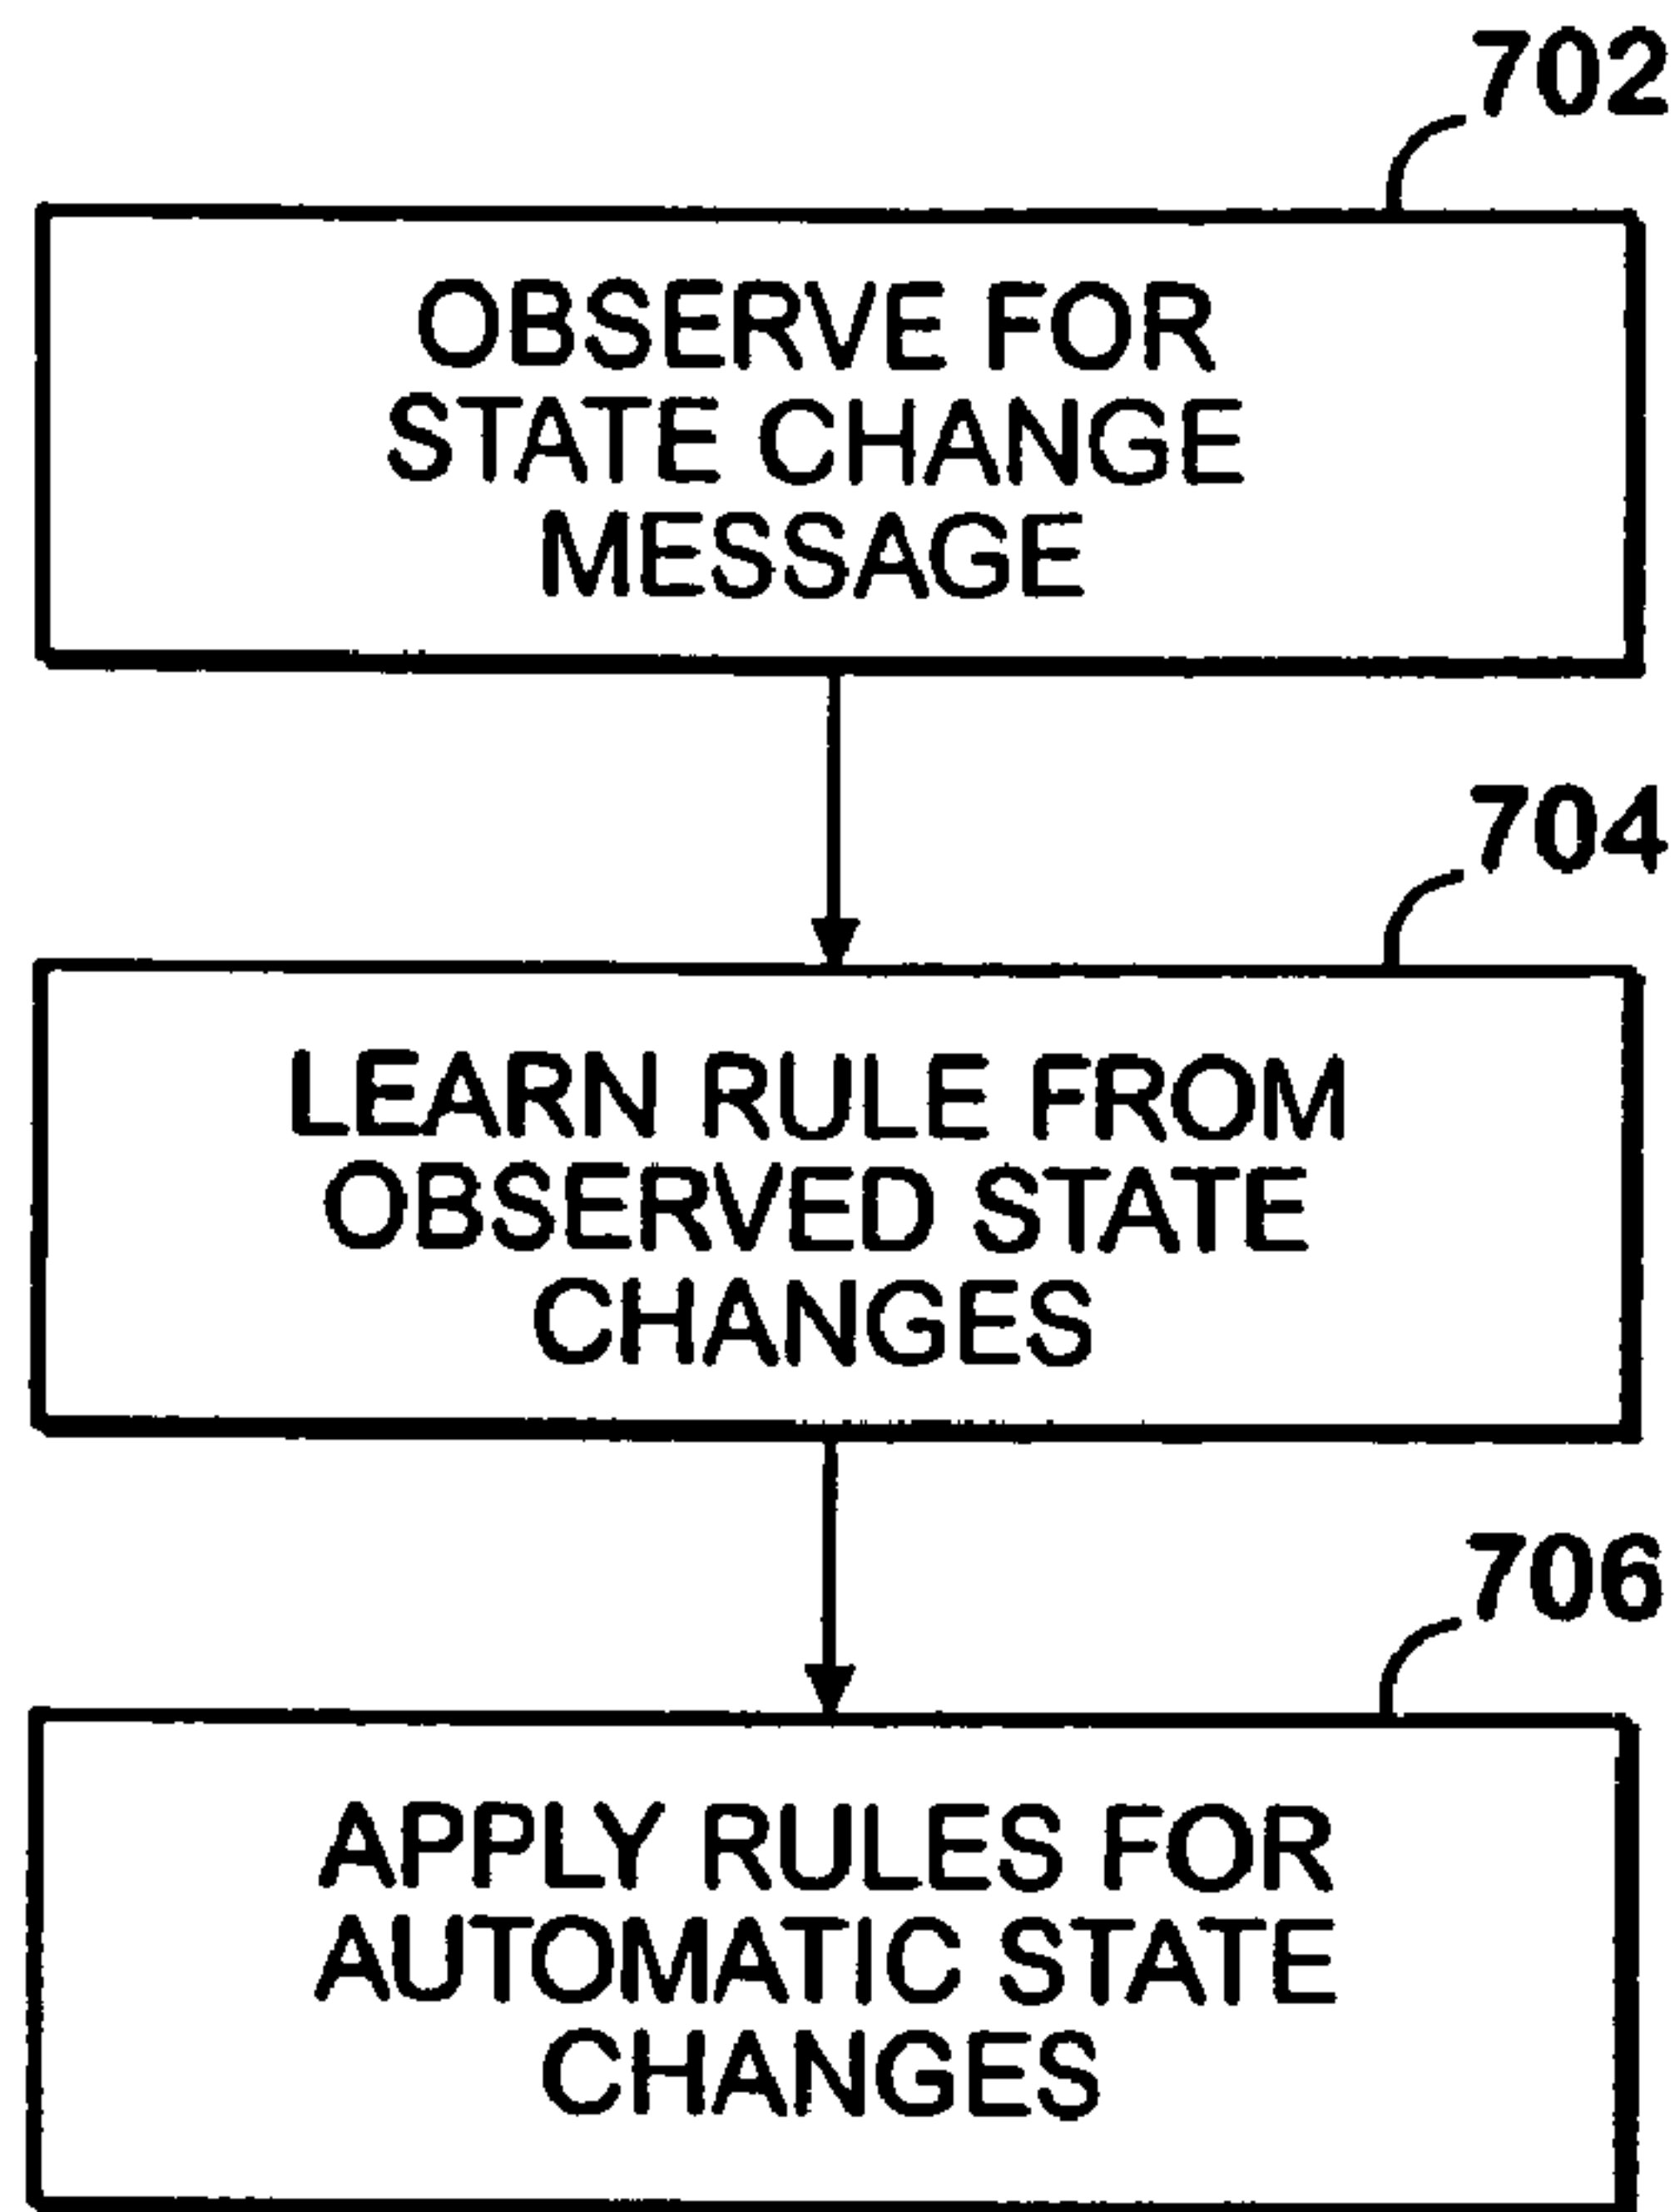 702
OBSERVE FOR
STATE CHANGE
MESSAGE
704
LEARN RULE FROM
OBSERVED STATE
CHANGES
706
APPLY RULES FOR
AUTOMATIC STATE
CHANGES